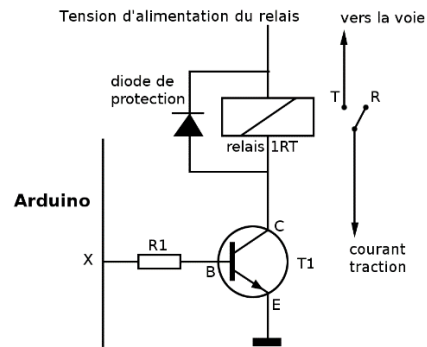 Tension d'alimentation du relais
vers la voie
diode de
protection
T
R
relais 1RT
Arduino
X
R1
B
C
T1
E
courant
traction